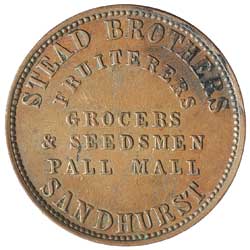 STEAD BROTHERS
FRUITERERS
GROCERS
& SEEDSMEN
PALL MALL
SANDHURST